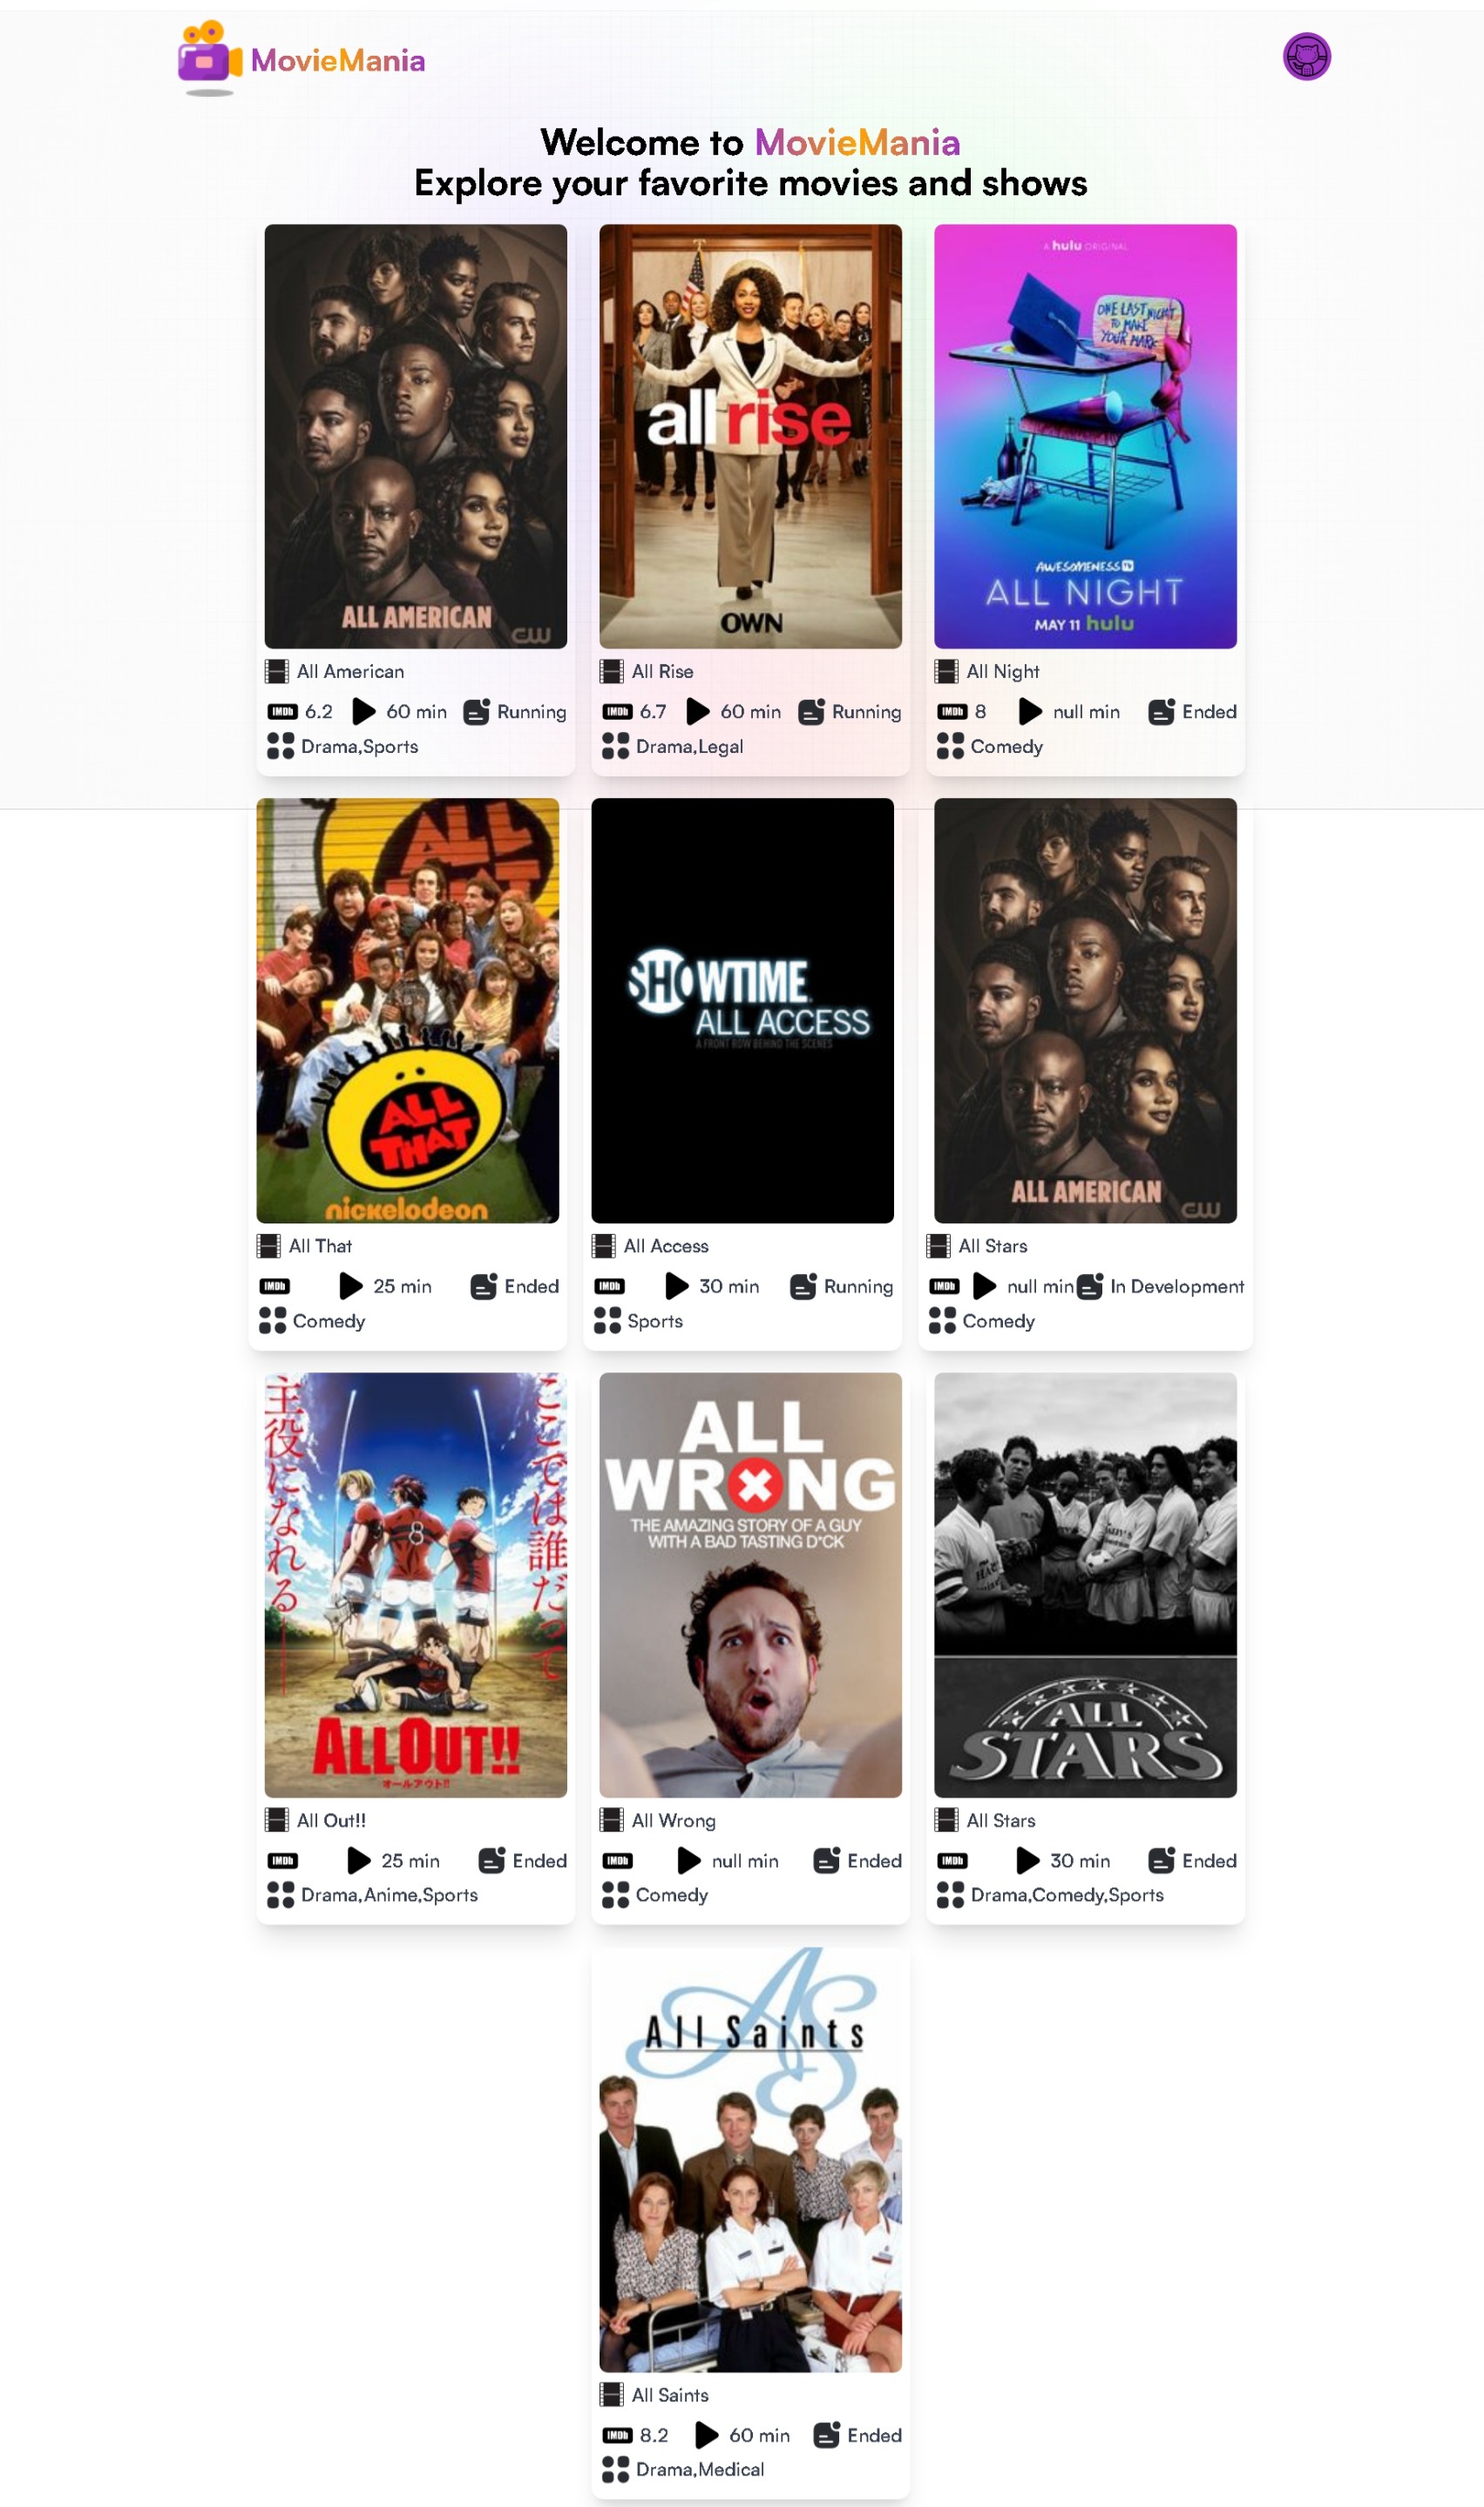 MovieMania
Welcome to MovieMania
Explore your favorite movies and shows
ALL AMERICAN
CW
all rise
OWN
A hulu ORIGINAL
ONE LAST NIGHT
TO MAKE
YOUR MARK
AWESOMENESS TV
ALL NIGHT
MAY 11 hulu
All American
IMDb 6.2 60 min Running
Drama,Sports
All Rise
IMDb 6.7 60 min Running
Drama,Legal
All Night
IMDb 8 null min Ended
Comedy
ALL
ALL
THAT
nickelodeon
SHOWTIME
ALL ACCESS
A FRONT ROW BEHIND THE SCENES
ALL AMERICAN
CW
All That
IMDb 25 min Ended
Comedy
All Access
IMDb 30 min Running
Sports
All Stars
IMDb null min In Development
Comedy
ここでは誰だって
主役になれる
8
ALL OUT!!
オールアウト!!
ALL
WRONG
THE AMAZING STORY OF A GUY
WITH A BAD TASTING D*CK
ALL
STARS
All Out!!
IMDb 25 min Ended
Drama,Anime,Sports
All Wrong
IMDb null min Ended
Comedy
All Stars
IMDb 30 min Ended
Drama,Comedy,Sports
AS
All Saints
All Saints
IMDb 8.2 60 min Ended
Drama,Medical